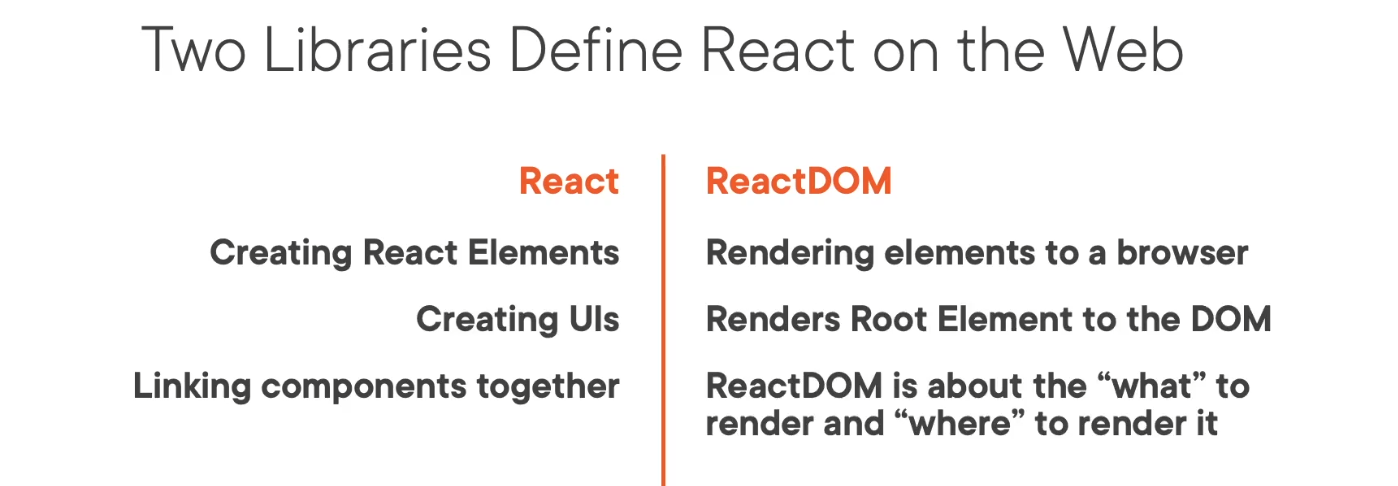 Two Libraries Define React on the Web
React
Creating React Elements
Creating UIs
Linking components together
ReactDOM
Rendering elements to a browser
Renders Root Element to the DOM
ReactDOM is about the “what” to
render and “where” to render it